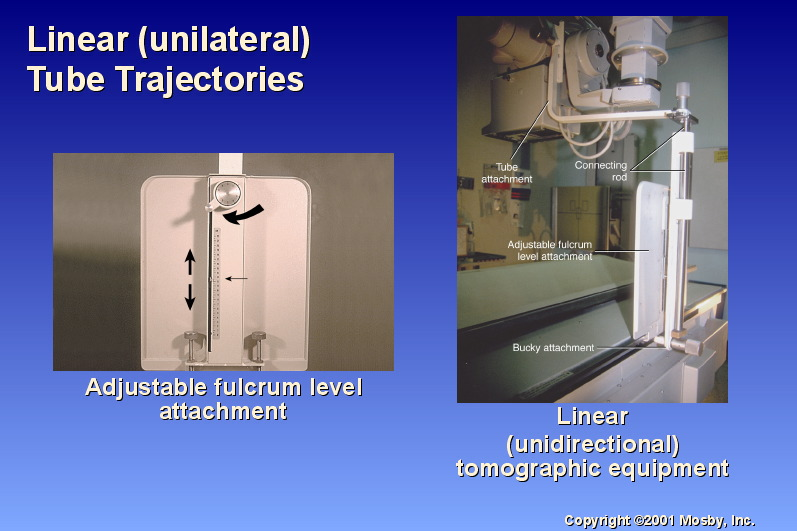 Linear (unilateral)
Tube Trajectories
Adjustable fulcrum level
attachment
Tube
attachment
Connecting
rod
Adjustable fulcrum
level attachment
Bucky attachment
Linear
(unidirectional)
tomographic equipment
Copyright ©2001 Mosby, Inc.